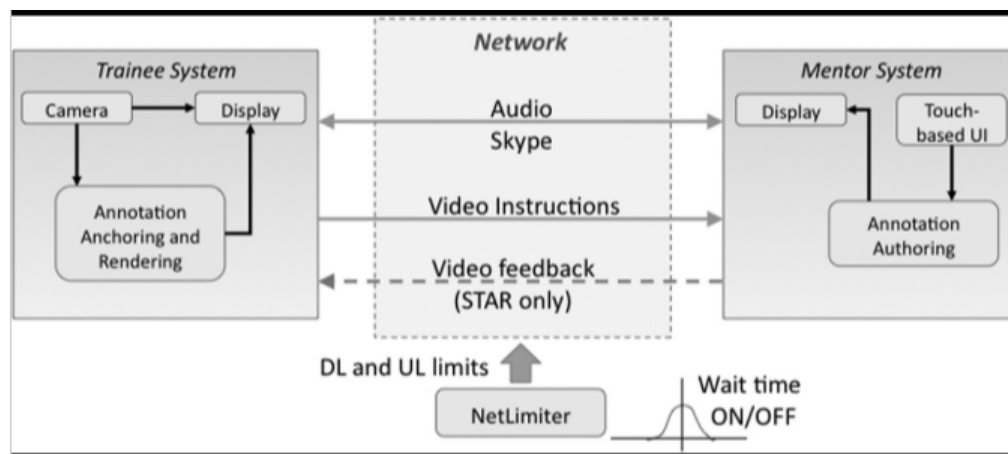 Network
Trainee System
Camera
Display
Annotation
Anchoring and
Rendering
Audio
Skype
Video Instructions
Video feedback
(STAR only)
Mentor System
Display
Touch-
based UI
Annotation
Authoring
DL and UL limits
NetLimiter
Wait time
ON/OFF